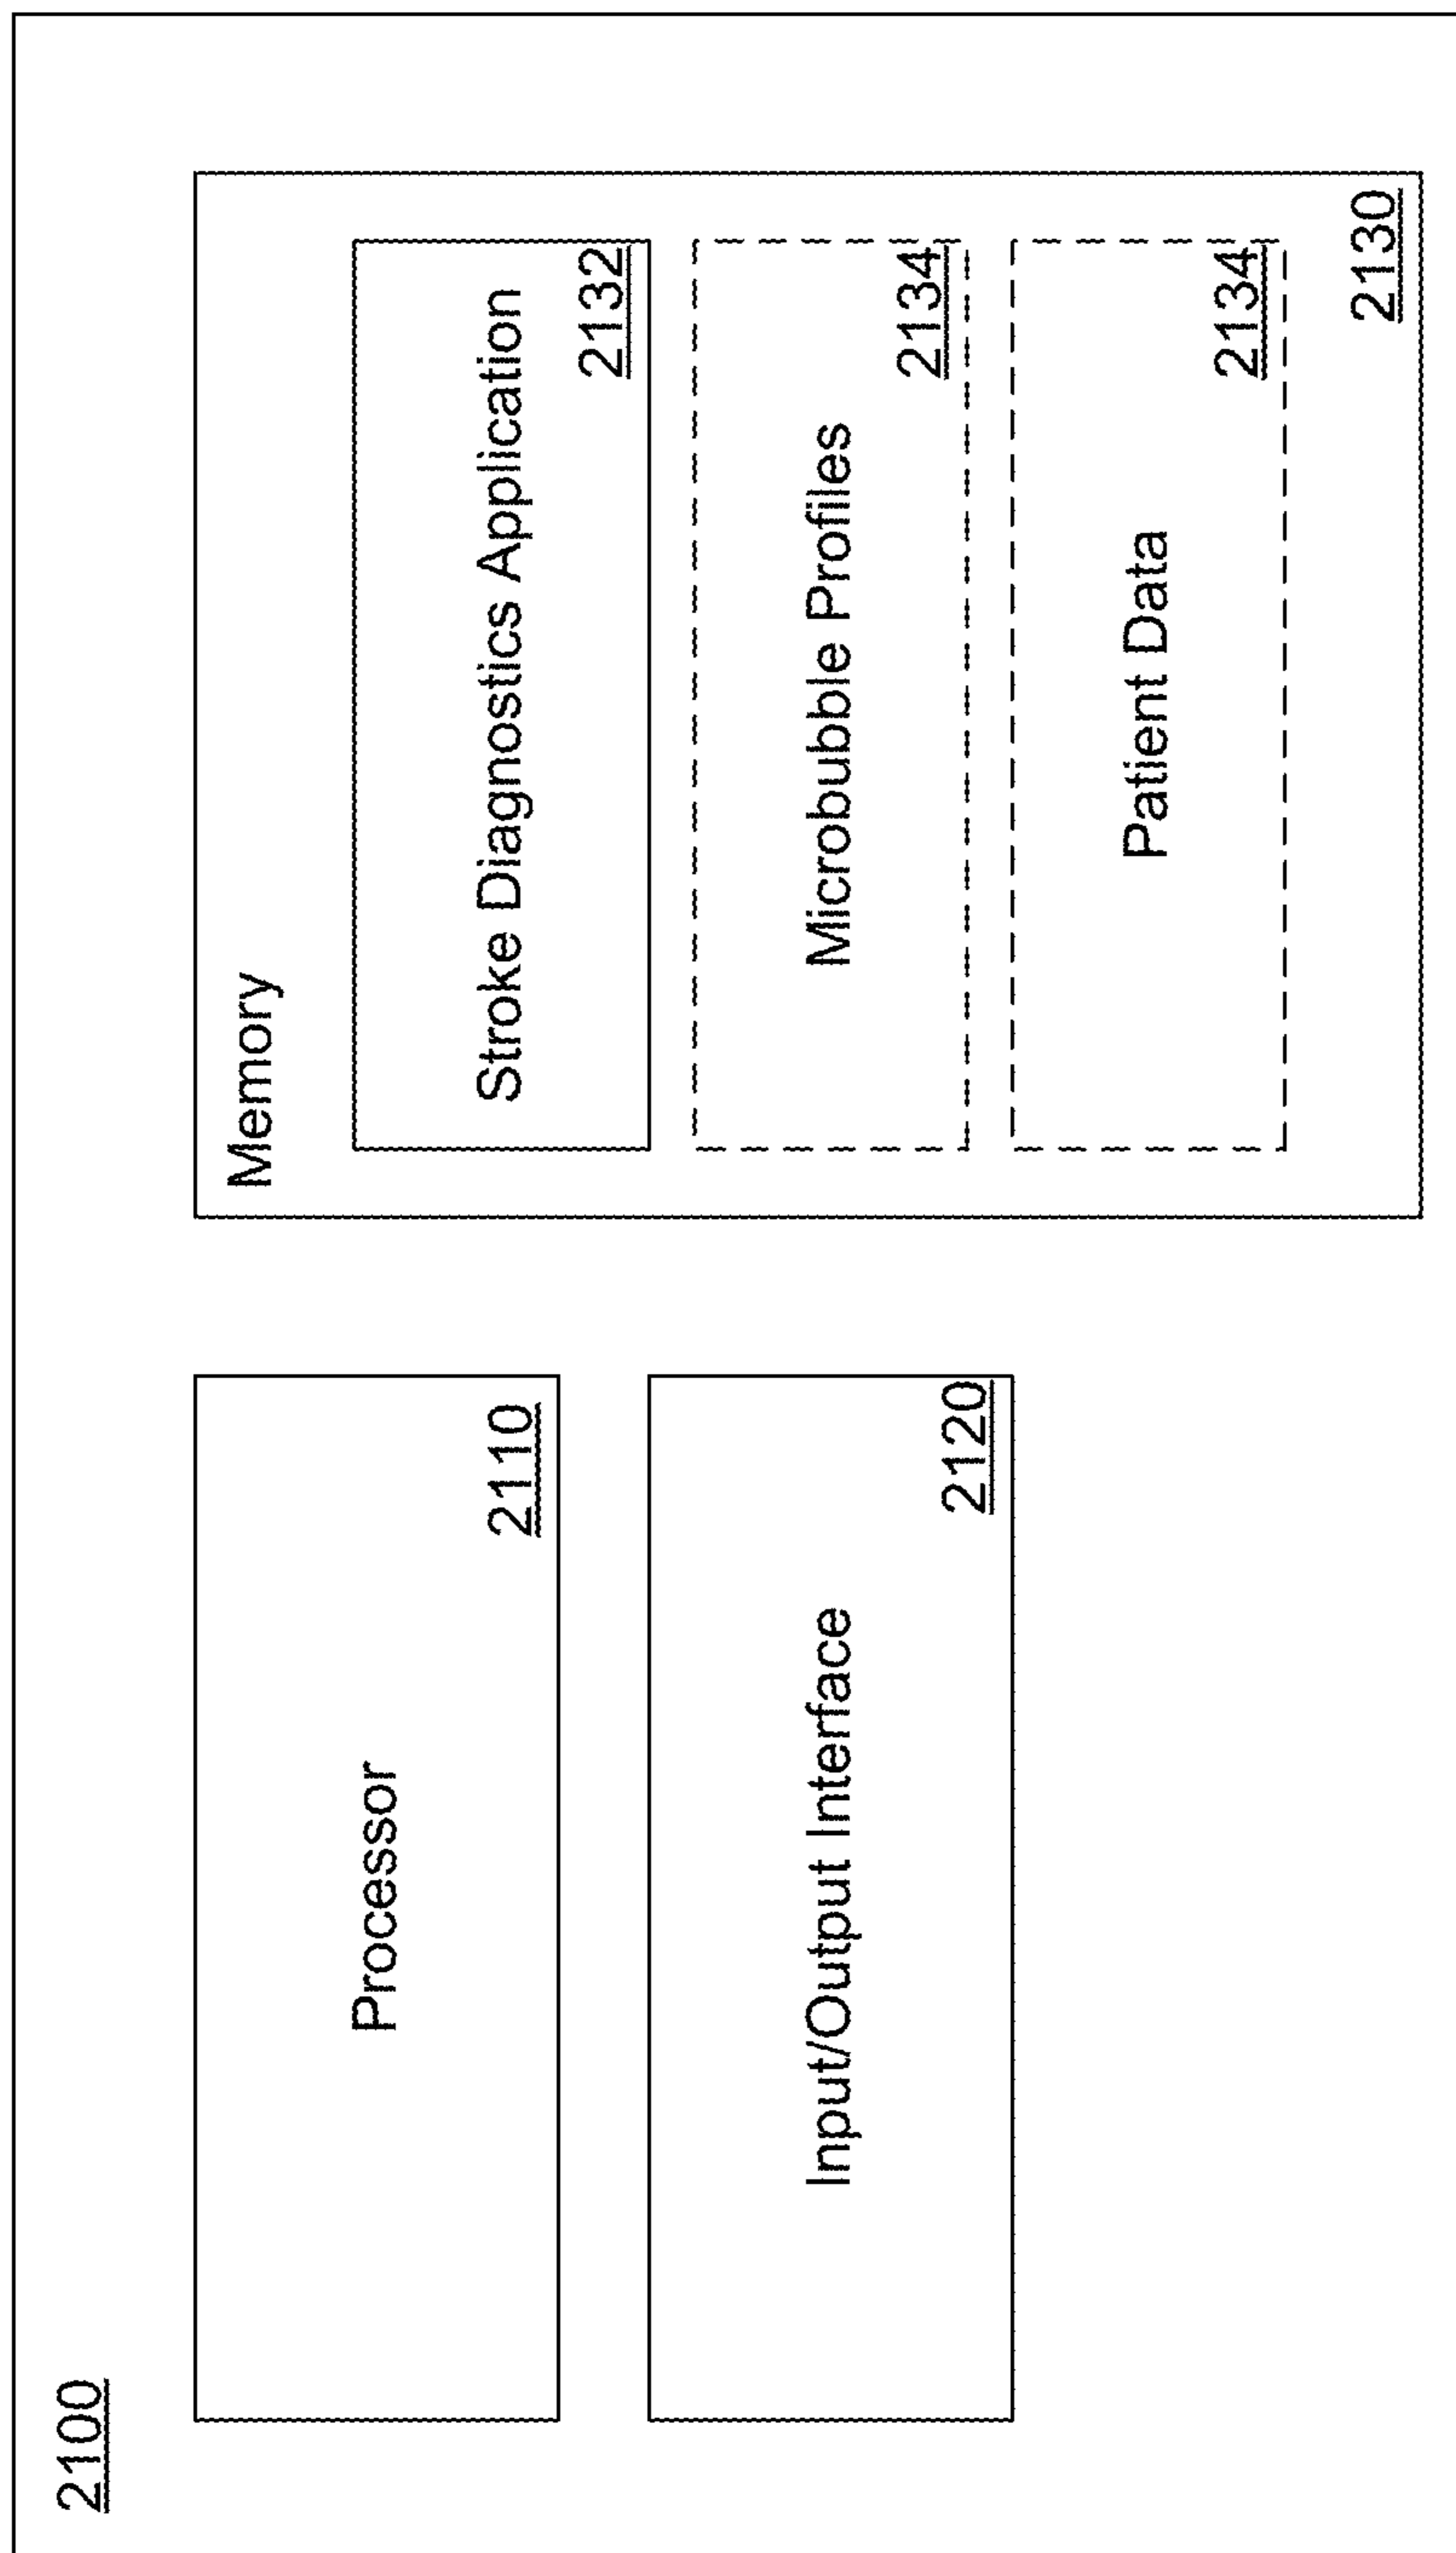 2100
Processor
2110
Input/Output Interface
2120
Memory
Stroke Diagnostics Application
2132
Microbubble Profiles
2134
Patient Data
2134
2130